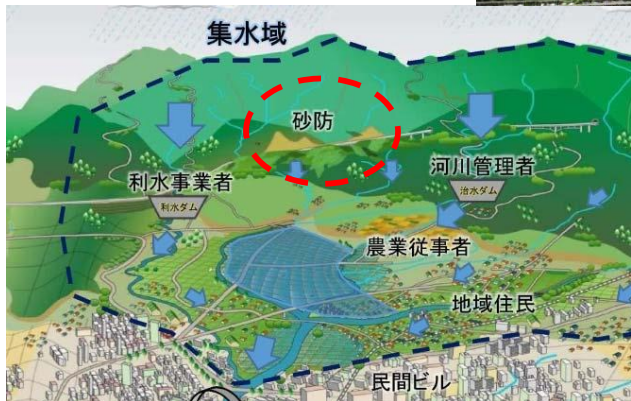 集水域
砂防
利水事業者
利水ダム
河川管理者
治水ダム
農業従事者
地域住民
民間ビル